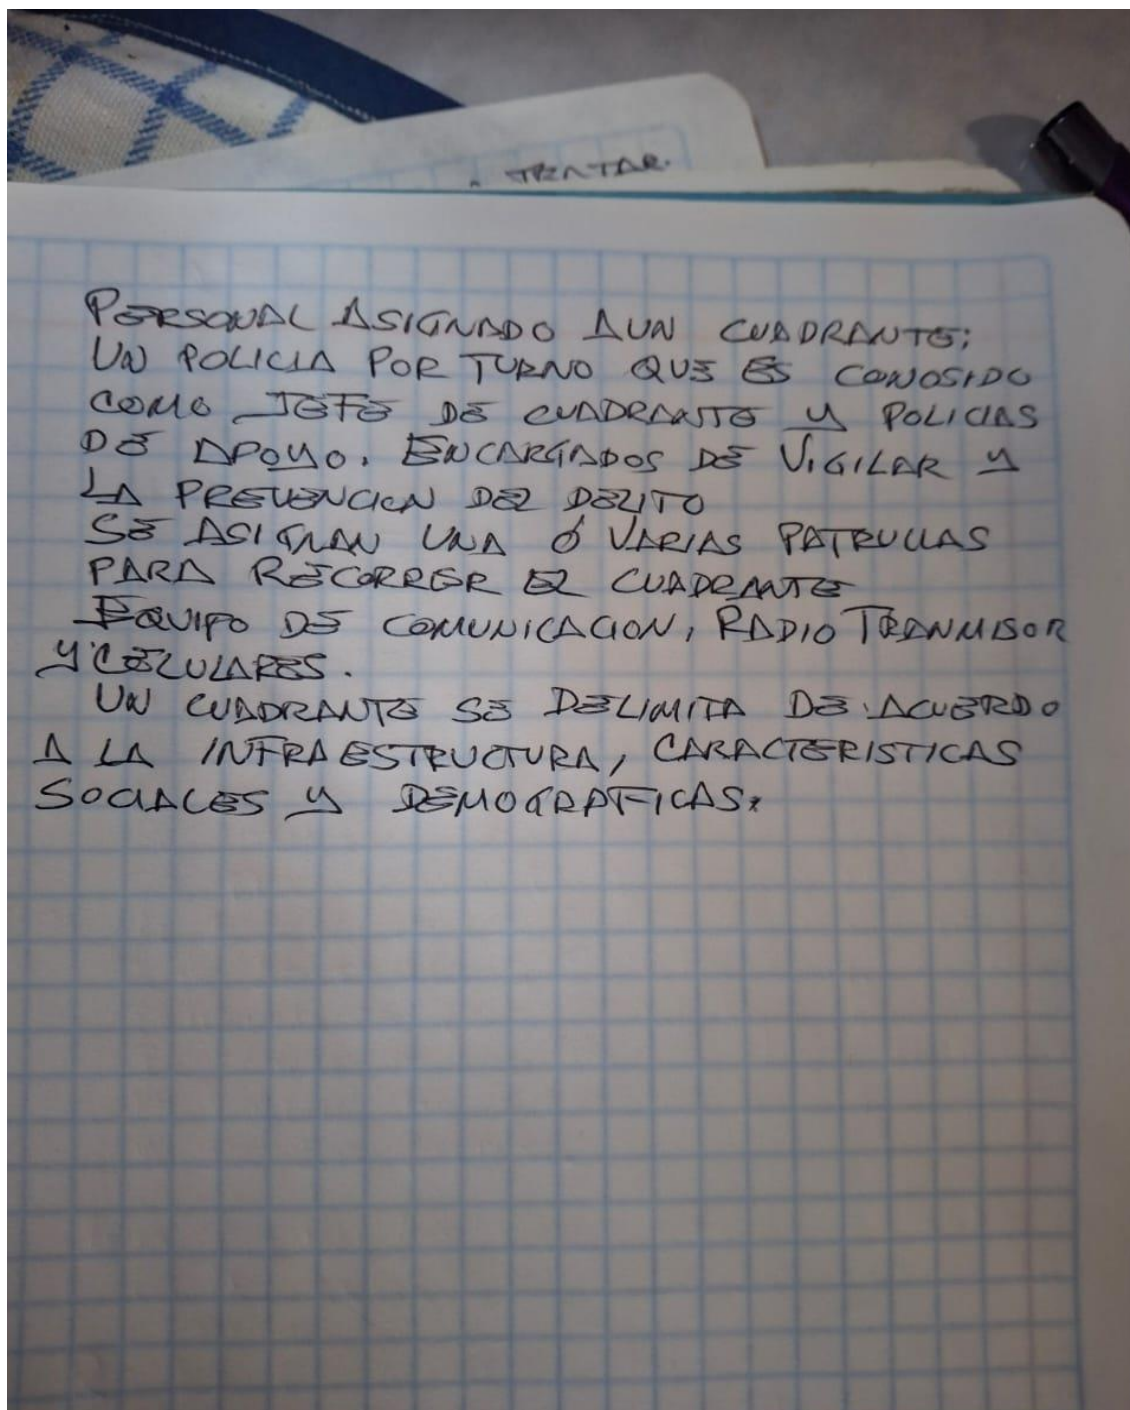 . TRATAR.
PERSONAL ASIGNADO AUN CUADRANTE;
UN POLICIA POR TURNO QUE ES CONOSIDO
COMO JEFE DE CUADRANTE Y POLICIAS
DE APOYO. ENCARGADOS DE VIGILAR Y
LA PREVENCION DEL DELITO
SE ASIGNAN UNA Ó VARIAS PATRULLAS
PARA RECORRER EL CUADRANTE
EQUIPO DE COMUNICACION, RADIO TRANMISOR
Y CELULARES.
UN CUADRANTE SE DELIMITA DE ACUERDO
A LA INFRAESTRUCTURA, CARACTERISTICAS
SOCIALES Y DEMOGRAFICAS.